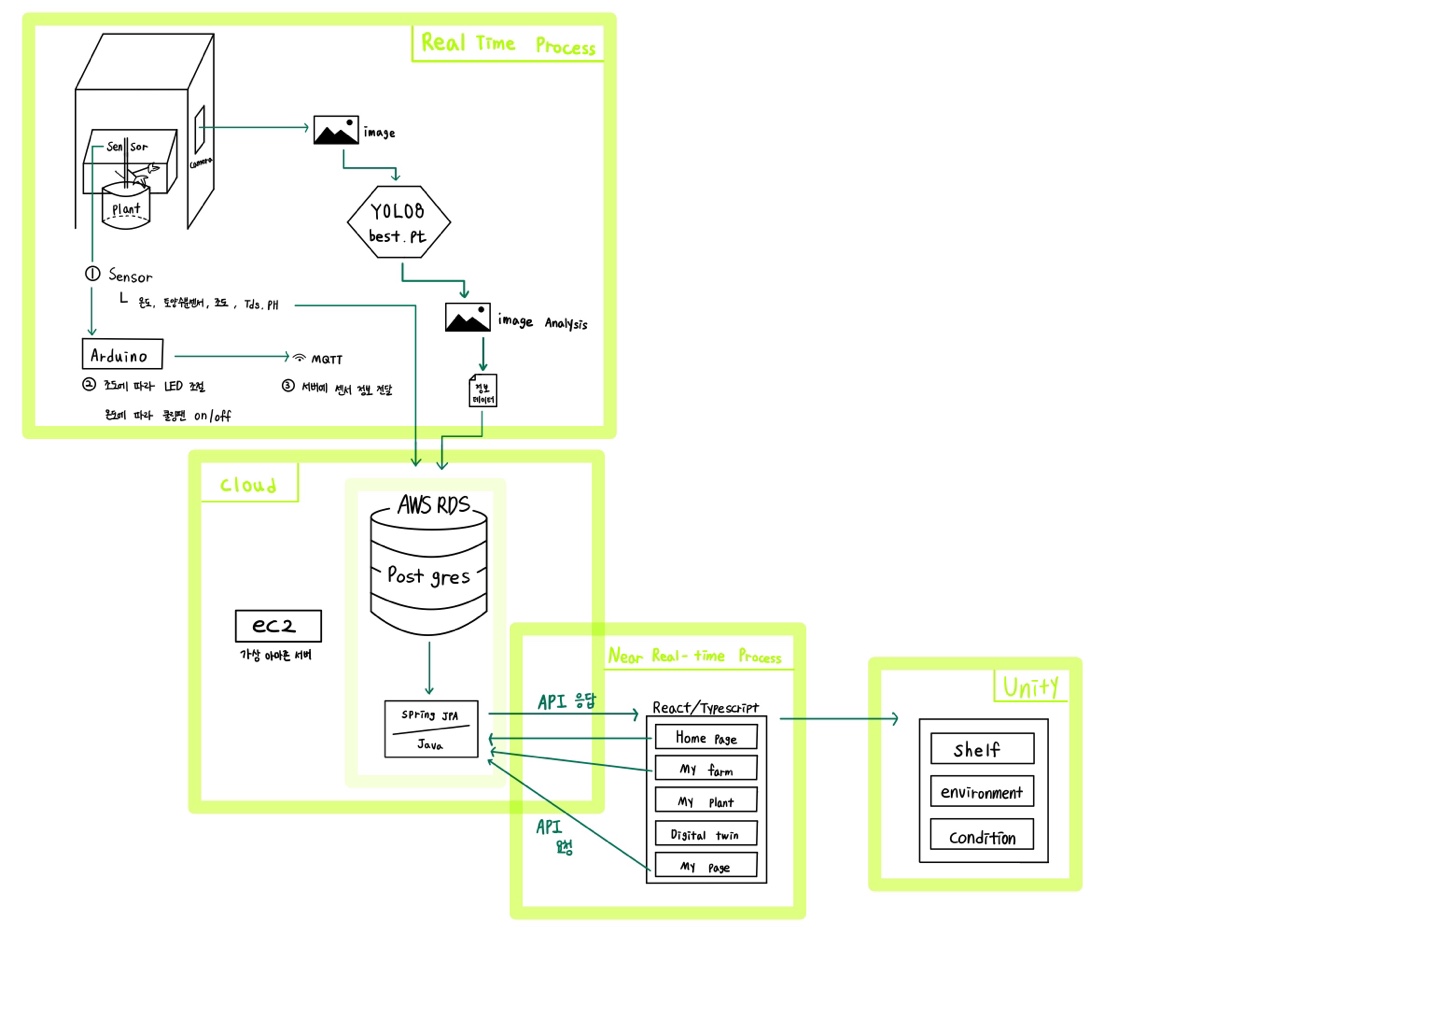 Real Time Process
Sensor
camera
Plant
image
YOLO8
best.pt
① Sensor
ㄴ 온도, 토양수분센서, 조도, Tds. PH
image Analysis
Arduino
MQTT
② 조도에 따라 LED 조절
온도에 따라 쿨링팬 on/off
③ 서버에 센서 정보 전달
정보
데이터
cloud
AWS RDS
Post gres
ec2
가상 아마존 서버
Spring JPA
Java
API 응답
API
요청
Near Real-time Process
React/Typescript
Home Page
My farm
My Plant
Digital twin
My Page
Unity
shelf
environment
condition